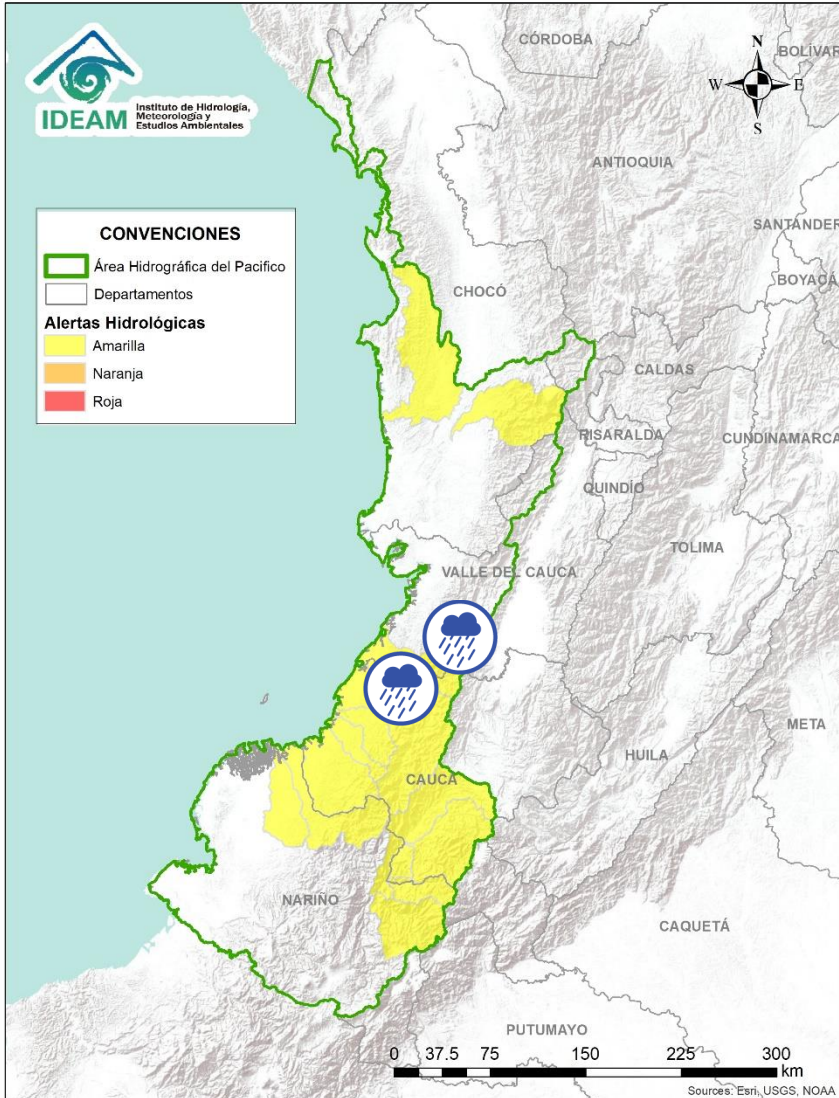 IDEAM
Instituto de Hidrología,
Meteorología y
Estudios Ambientales
CONVENCIONES
Área Hidrográfica del Pacifico
Departamentos
Alertas Hidrológicas
Amarilla
Naranja
Roja
N
W
E
S
CÓRDOBA
BOLÍVAR
ANTIOQUIA
SANTANDER
BOYACÁ
CHOCÓ
CALDAS
RISARALDA
CUNDINAMARCA
QUINDÍO
TOLIMA
VALLE DEL CAUCA
META
HUILA
CAUCA
NARIÑO
CAQUETÁ
PUTUMAYO
0 37.5 75 150 225 300
km
Sources: Esri, USGS, NOAA